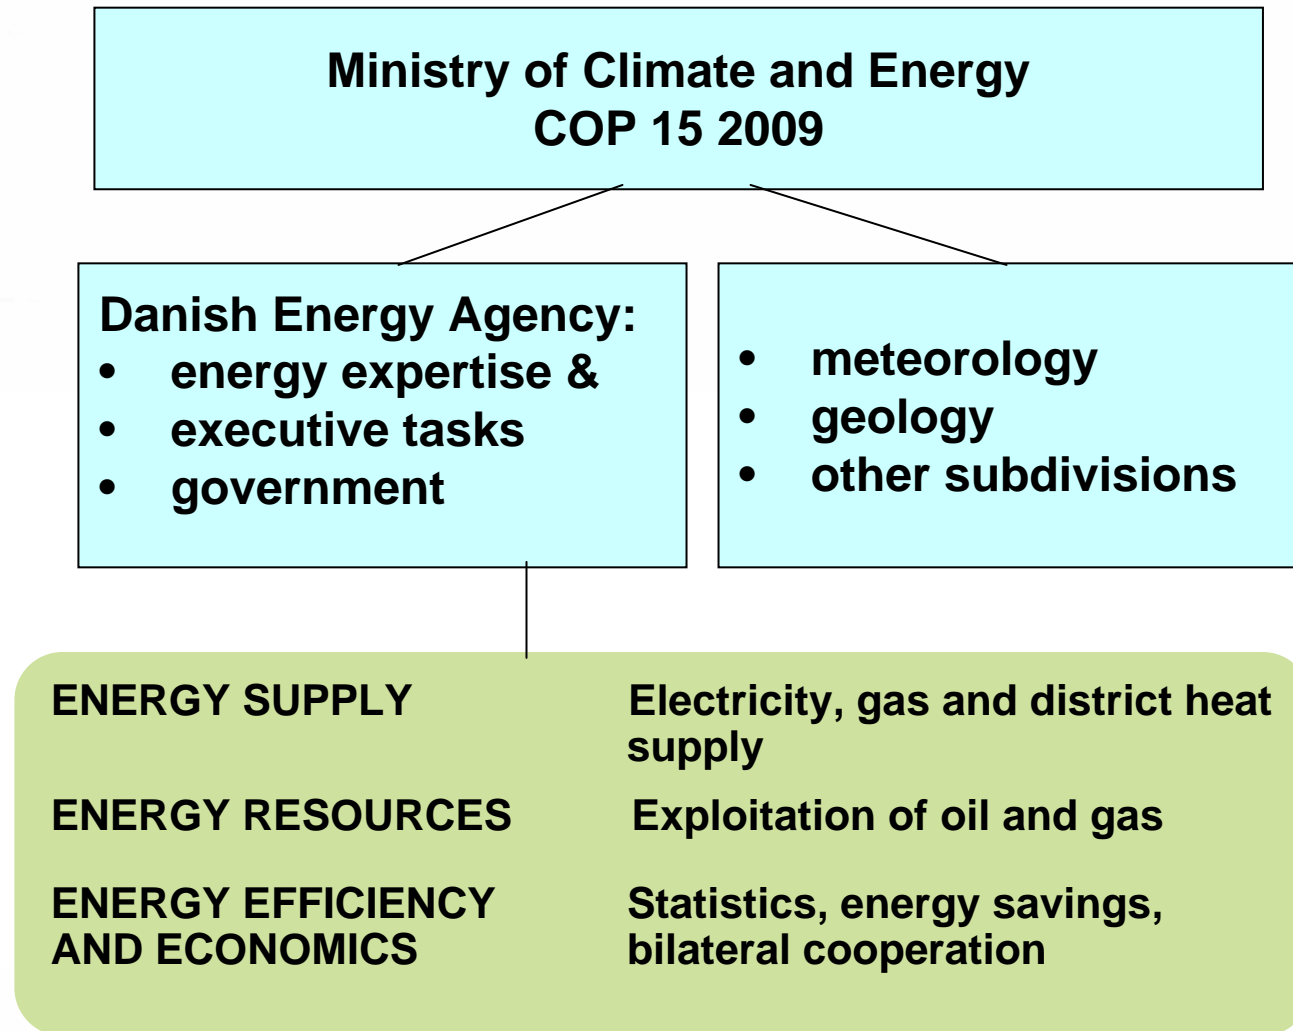 Ministry of Climate and Energy
COP 15 2009
Danish Energy Agency:
• energy expertise &
• executive tasks
• government
• meteorology
• geology
• other subdivisions
ENERGY SUPPLY Electricity, gas and district heat
supply
ENERGY RESOURCES Exploitation of oil and gas
ENERGY EFFICIENCY Statistics, energy savings,
AND ECONOMICS bilateral cooperation